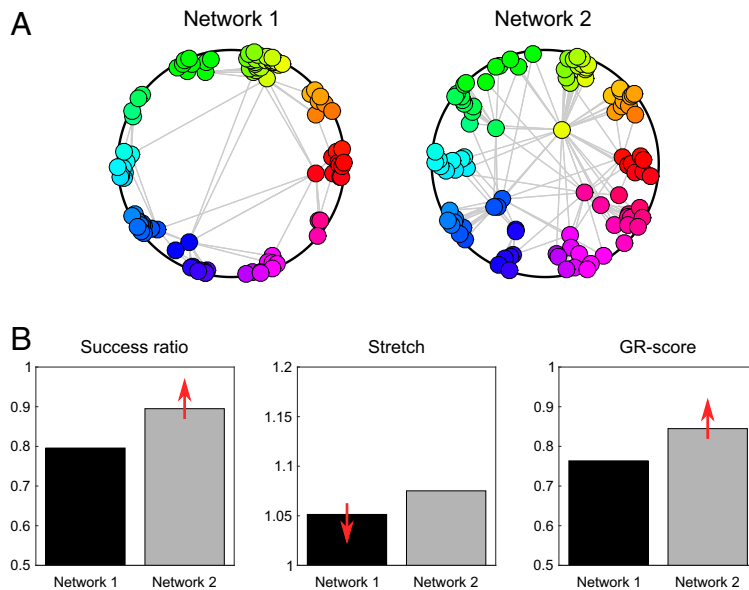 A
Network 1 Network 2
B
Success ratio Stretch GR-score
1 1.2 1
0.9 1.15 0.9
0.8 1.1 0.8
0.7 0.7
0.6 1.05 0.6
0.5 1 0.5
Network 1 Network 2 Network 1 Network 2 Network 1 Network 2